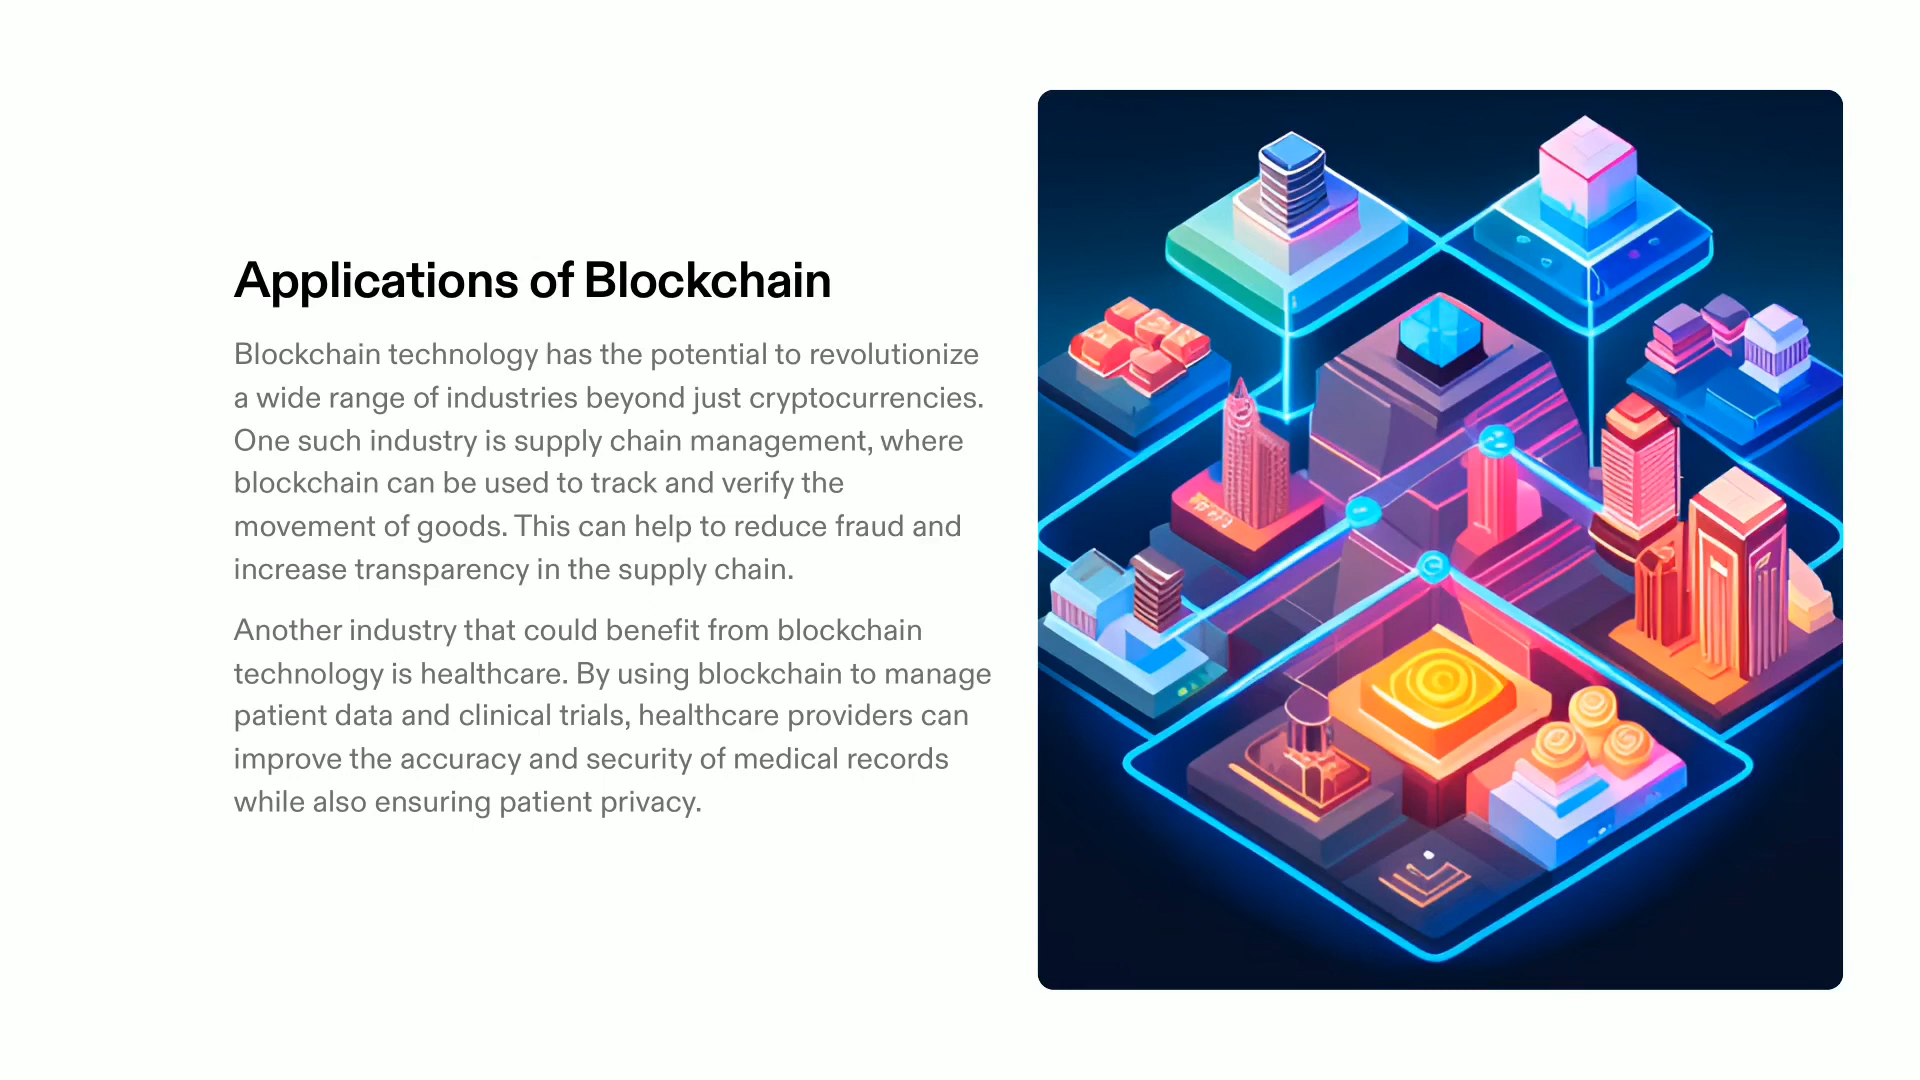 Applications of Blockchain
Blockchain technology has the potential to revolutionize
a wide range of industries beyond just cryptocurrencies.
One such industry is supply chain management, where
blockchain can be used to track and verify the
movement of goods. This can help to reduce fraud and
increase transparency in the supply chain.
Another industry that could benefit from blockchain
technology is healthcare. By using blockchain to manage
patient data and clinical trials, healthcare providers can
improve the accuracy and security of medical records
while also ensuring patient privacy.